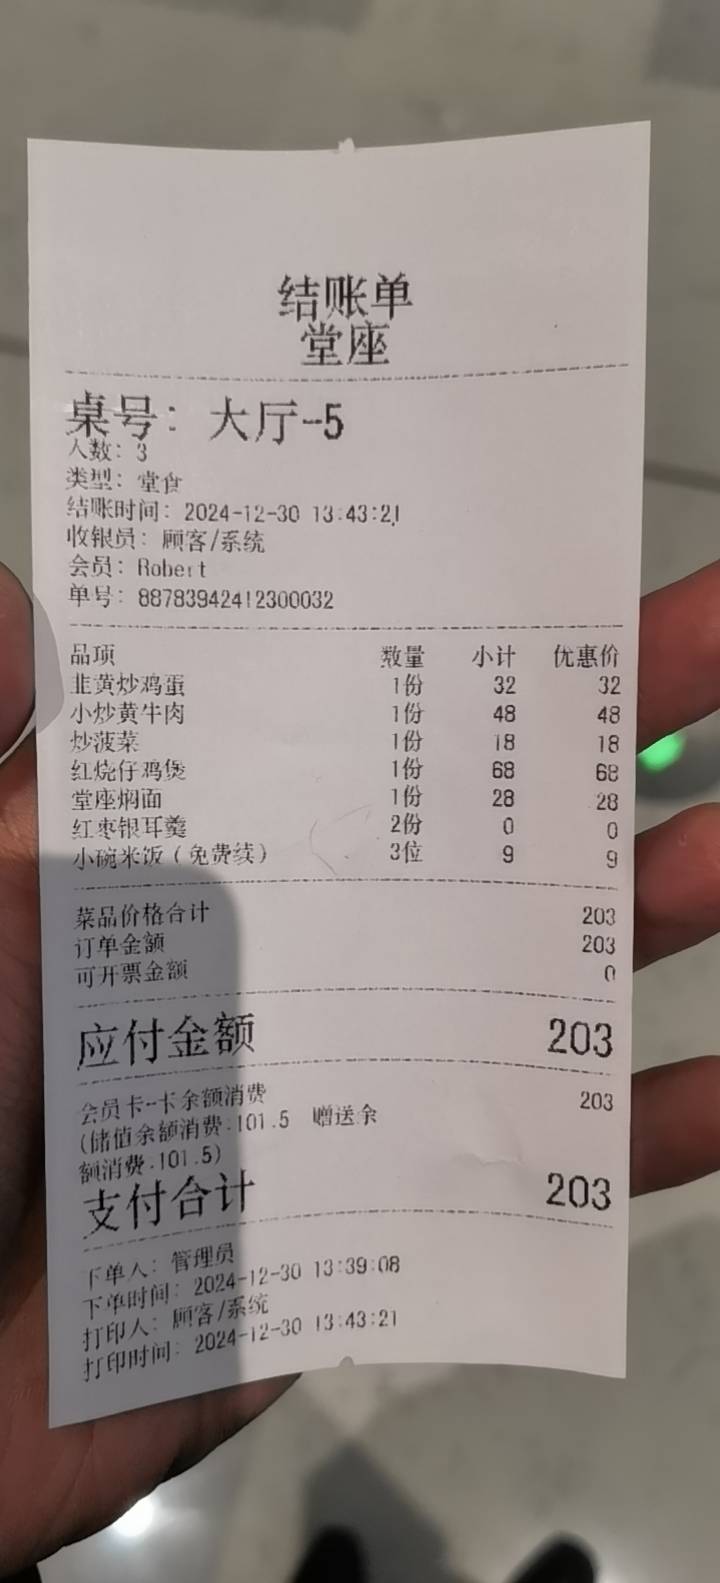 结账单
堂座
桌号：大厅-5
人数：3
类型：堂食
结账时间：2024-12-30 13:43:21
收银员：顾客/系统
会员：Robert
单号：88783942412300032
品项 数量 小计 优惠价
韭黄炒鸡蛋 1份 32 32
小炒黄牛肉 1份 48 48
炒菠菜 1份 18 18
红烧仔鸡煲 1份 68 68
堂座焖面 1份 28 28
红枣银耳羹 2份 0 0
小碗米饭（免费续） 3位 9 9
菜品价格合计 203
订单金额 203
可开票金额 0
应付金额 203
会员卡--卡余额消费 203
(储值余额消费:101.5 赠送余
额消费:101.5)
支付合计 203
下单人：管理员
下单时间：2024-12-30 13:39:08
打印人：顾客/系统
打印时间：2024-12-30 13:43:21